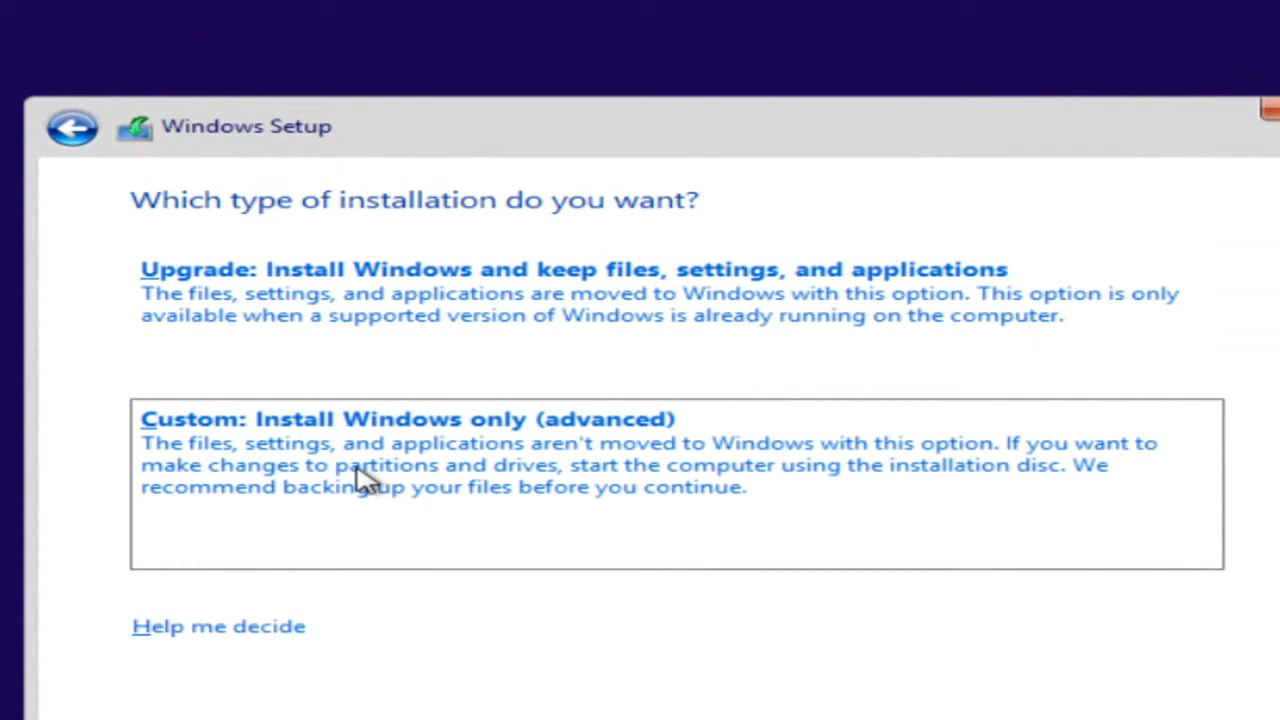 Windows Setup
Which type of installation do you want?
Upgrade: Install Windows and keep files, settings, and applications
The files, settings, and applications are moved to Windows with this option. This option is only
available when a supported version of Windows is already running on the computer.
Custom: Install Windows only (advanced)
The files, settings, and applications aren't moved to Windows with this option. If you want to
make changes to partitions and drives, start the computer using the installation disc. We
recommend backing up your files before you continue.
Help me decide